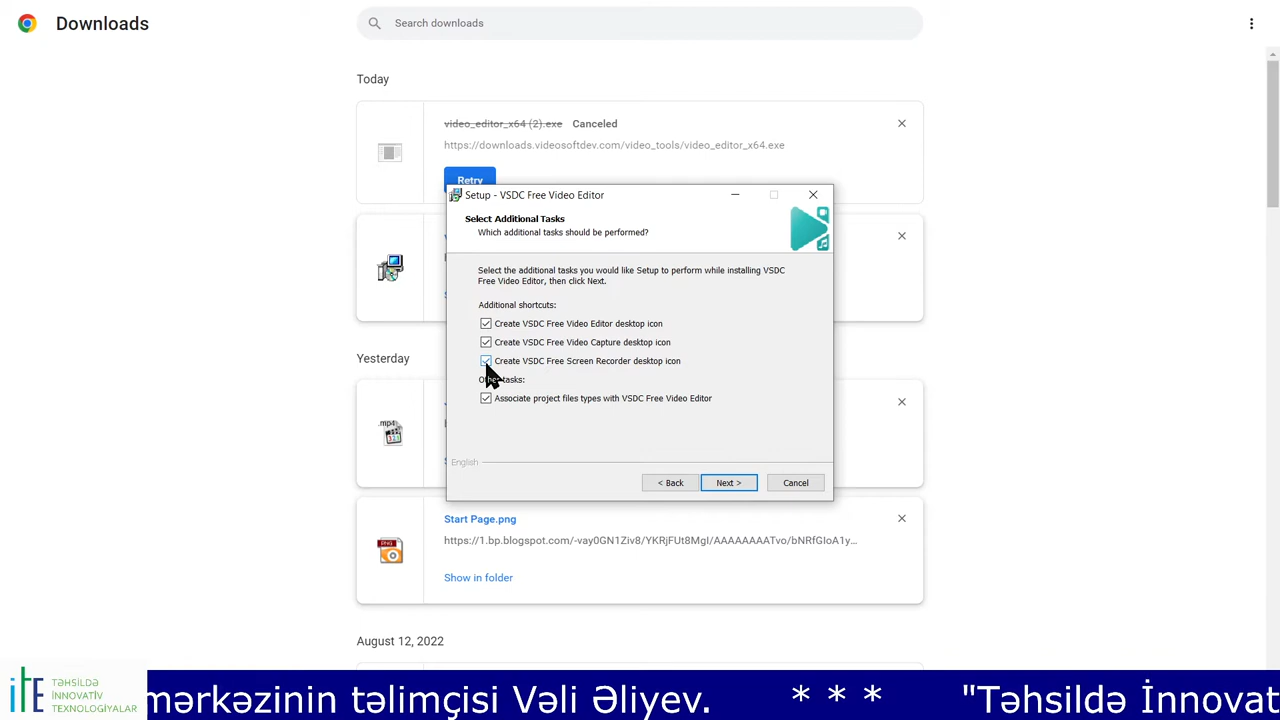 Downloads
Search downloads
Today
video_editor_x64 (2).exe Canceled
https://downloads.videosoftdev.com/video_tools/video_editor_x64.exe
Retry
Setup - VSDC Free Video Editor
Select Additional Tasks
Which additional tasks should be performed?
Select the additional tasks you would like Setup to perform while installing VSDC
Free Video Editor, then click Next.
Additional shortcuts:
Create VSDC Free Video Editor desktop icon
Create VSDC Free Video Capture desktop icon
Create VSDC Free Screen Recorder desktop icon
Other tasks:
Associate project files types with VSDC Free Video Editor
English
< Back
Next >
Cancel
Yesterday
.mp4
Start Page.png
https://1.bp.blogspot.com/-vay0GN1Ziv8/YKRjFUt8MgI/AAAAAAAATvo/bNRfGIoA1y…
Show in folder
August 12, 2022
iTE TƏHSİLDƏ
İNNOVATİV
TEXNOLOGİYALAR
mərkəzinin təlimçisi Vəli Əliyev. * * * "Təhsildə İnnovat